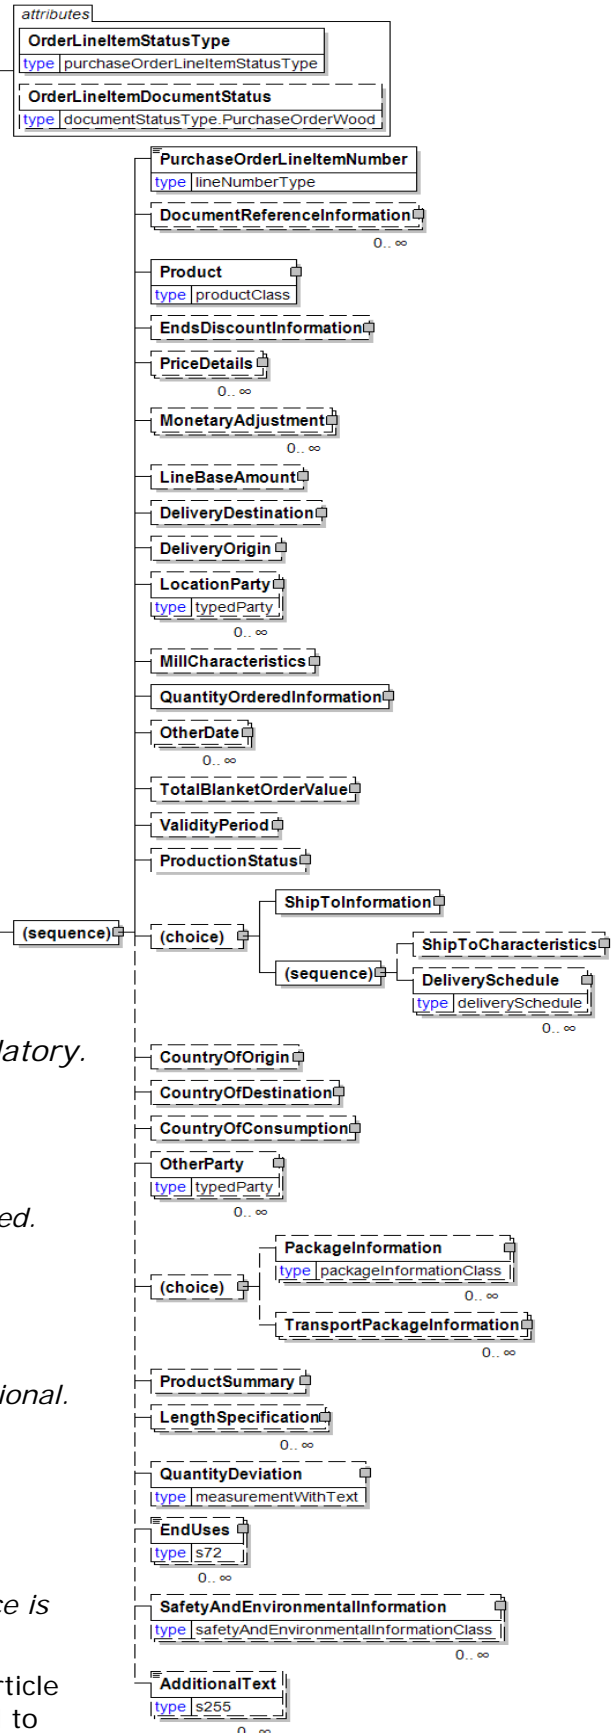 attributes
OrderLineItemStatusType
type purchaseOrderLineItemStatusType
OrderLineItemDocumentStatus
type documentStatusType.PurchaseOrderWood
PurchaseOrderLineItemNumber
type lineNumberType
DocumentReferenceInformation
0.. ∞
Product
type productClass
EndsDiscountInformation
PriceDetails
0.. ∞
MonetaryAdjustment
0.. ∞
LineBaseAmount
DeliveryDestination
DeliveryOrigin
LocationParty
type typedParty
0.. ∞
MillCharacteristics
QuantityOrderedInformation
OtherDate
0.. ∞
TotalBlanketOrderValue
ValidityPeriod
ProductionStatus
ShipToInformation
(sequence) (choice)
ShipToCharacteristics
(sequence)
DeliverySchedule
type deliverySchedule
0.. ∞
latory.
CountryOfOrigin
CountryOfDestination
CountryOfConsumption
OtherParty
type typedParty
0.. ∞
ed.
PackageInformation
type packageInformationClass
0.. ∞
(choice)
TransportPackageInformation
0.. ∞
ProductSummary
ional.
LengthSpecification
0.. ∞
QuantityDeviation
type measurementWithText
EndUses
type s72
0.. ∞
ce is
SafetyAndEnvironmentalInformation
type safetyAndEnvironmentalInformationClass
0.. ∞
rticle
AdditionalText
type s255
to
0.. ∞